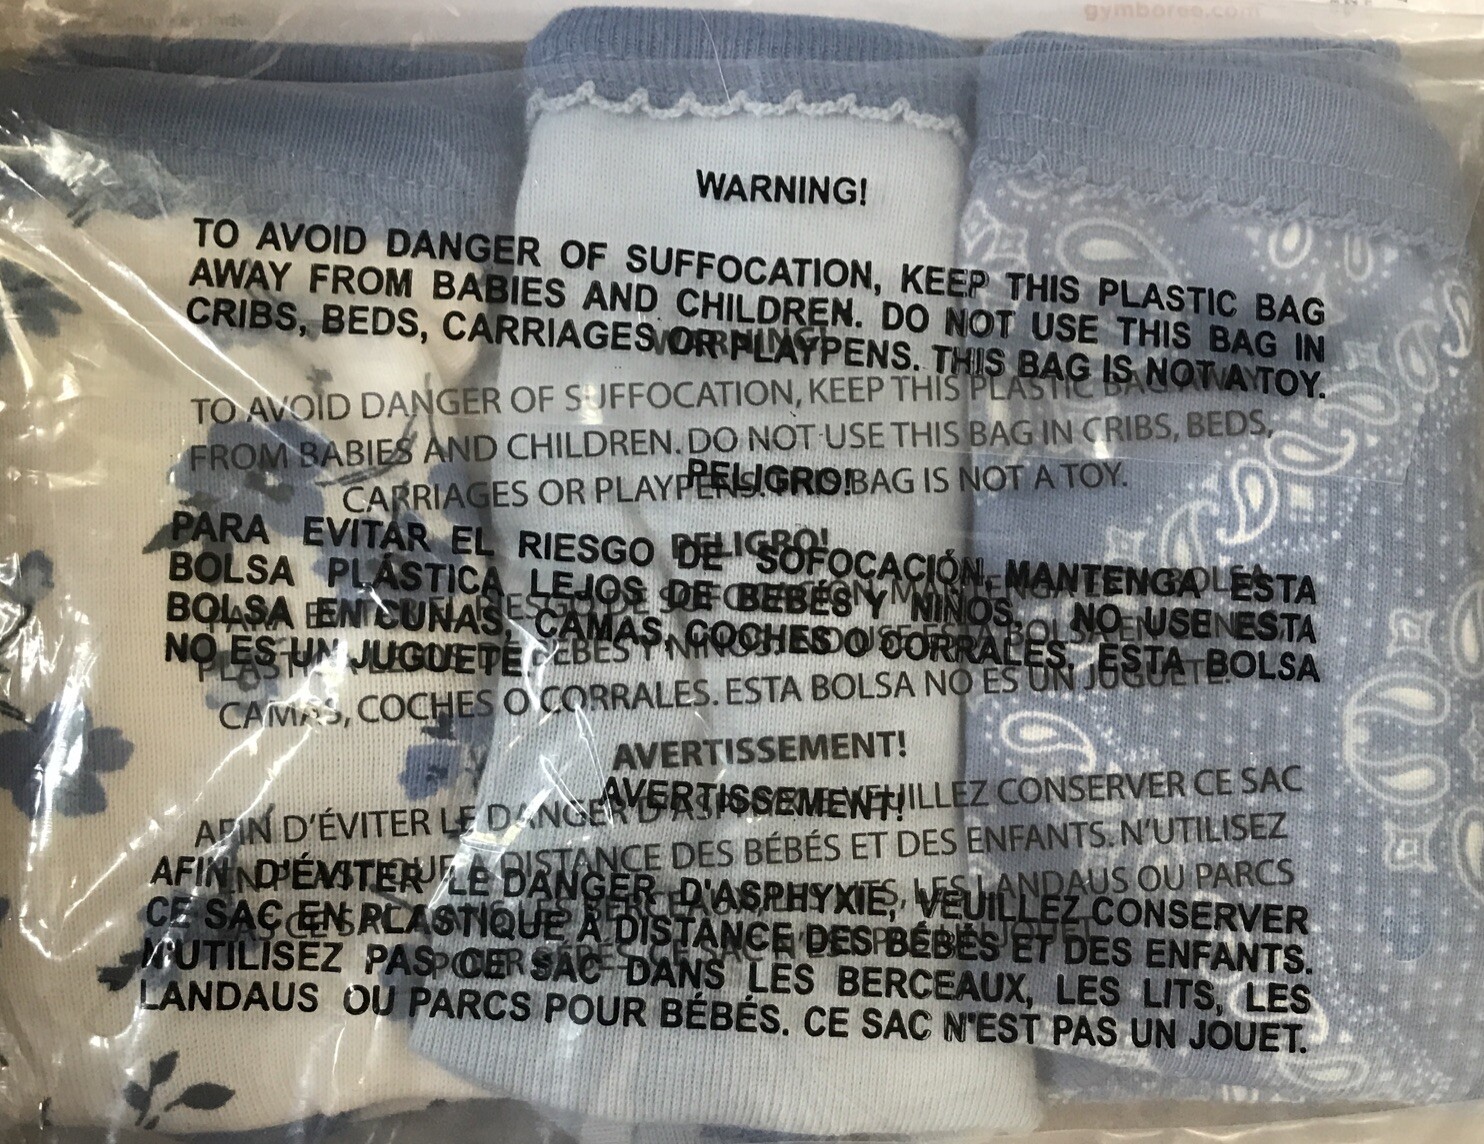 gymboree.com
WARNING!
TO AVOID DANGER OF SUFFOCATION, KEEP THIS PLASTIC BAG
AWAY FROM BABIES AND CHILDREN. DO NOT USE THIS BAG IN
CRIBS, BEDS, CARRIAGES OR PLAYPENS. THIS BAG IS NOT A TOY.
WARNING!
TO AVOID DANGER OF SUFFOCATION, KEEP THIS PLASTIC BAG AWAY
FROM BABIES AND CHILDREN. DO NOT USE THIS BAG IN CRIBS, BEDS,
CARRIAGES OR PLAYPENS. THIS BAG IS NOT A TOY.
PELIGRO!
PELIGRO!
PARA EVITAR EL RIESGO DE SOFOCACIÓN, MANTENGA ESTA
BOLSA PLÁSTICA LEJOS DE BEBÉS Y NIÑOS. NO USE ESTA
BOLSA EN CUNAS, CAMAS, COCHES O CORRALES. ESTA BOLSA
NO ES UN JUGUETE
CAMAS, COCHES O CORRALES. ESTA BOLSA NO ES UN JUGUETE.
AVERTISSEMENT!
AVERTISSEMENT!
AFIN D'ÉVITER LE DANGER D'ASPHYXIE, VEUILLEZ CONSERVER CE SAC
À DISTANCE DES BÉBÉS ET DES ENFANTS. N'UTILISEZ
LES LANDAUS OU PARCS
AFIN D'ÉVITER LE DANGER D'ASPHYXIE, VEUILLEZ CONSERVER
CE SAC EN PLASTIQUE À DISTANCE DES BÉBÉS ET DES ENFANTS.
N'UTILISEZ PAS CE SAC DANS LES BERCEAUX, LES LITS, LES
LANDAUS OU PARCS POUR BÉBÉS. CE SAC N'EST PAS UN JOUET.